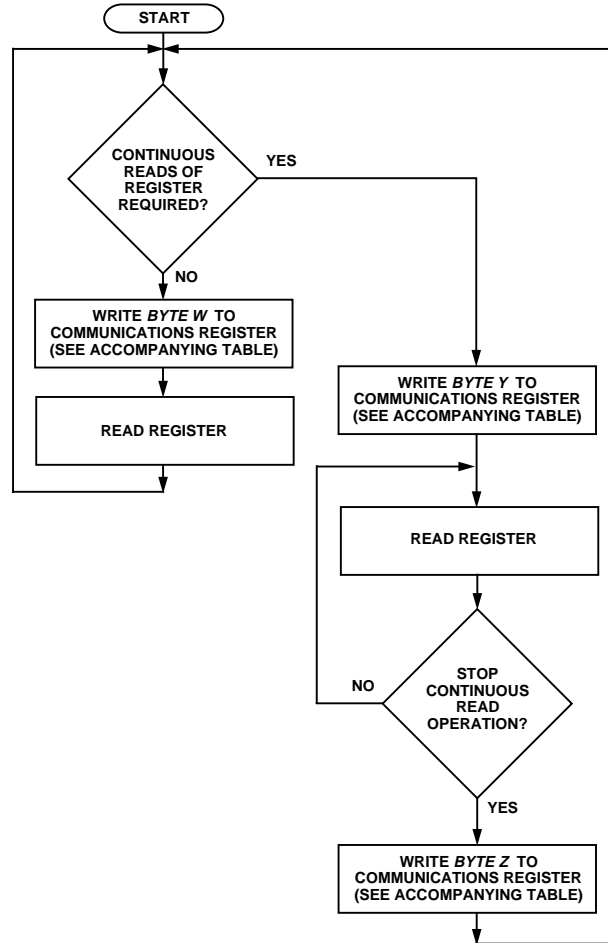 START
CONTINUOUS
READS OF
REGISTER
REQUIRED?
YES
NO
WRITE BYTE W TO
COMMUNICATIONS REGISTER
(SEE ACCOMPANYING TABLE)
READ REGISTER
WRITE BYTE Y TO
COMMUNICATIONS REGISTER
(SEE ACCOMPANYING TABLE)
READ REGISTER
STOP
CONTINUOUS
READ
OPERATION?
NO
YES
WRITE BYTE Z TO
COMMUNICATIONS REGISTER
(SEE ACCOMPANYING TABLE)